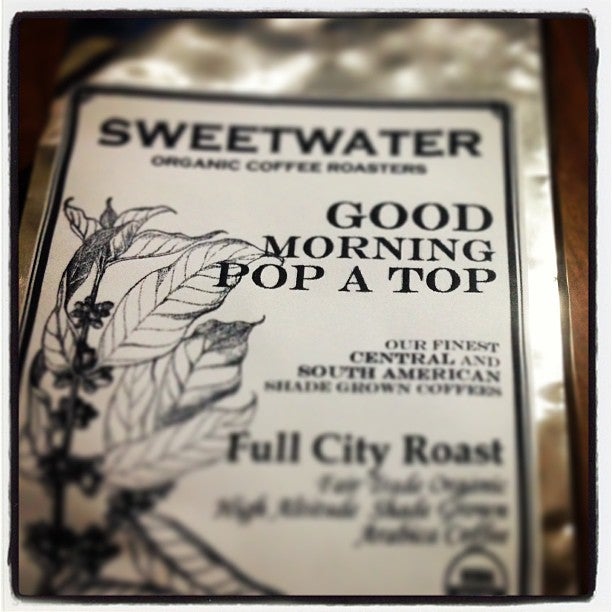 SWEETWATER
ORGANIC COFFEE ROASTERS
GOOD
MORNING
POP A TOP
OUR FINEST
CENTRAL AND
SOUTH AMERICAN
SHADE GROWN COFFEES
Full City Roast
Fair Trade Organic
High Altitude Shade Grown
Arabica Coffee